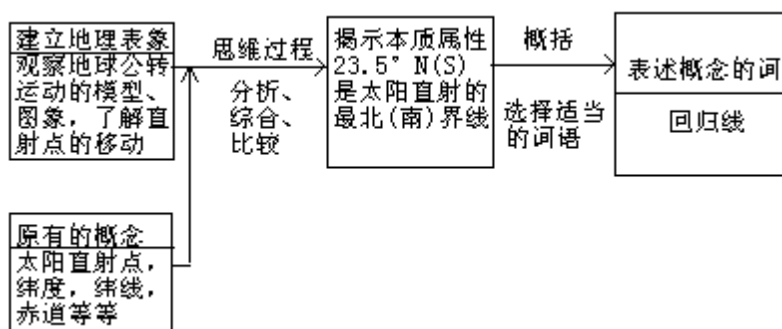 建立地理表象
观察地球公转
运动的模型、
图象,了解直
射点的移动
思维过程
分析、
综合、
比较
揭示本质属性
23.5°N(S)
是太阳直射的
最北(南)界线
概括
选择适当
的词语
表述概念的词
回归线
原有的概念
太阳直射点,
纬度,纬线,
赤道等等